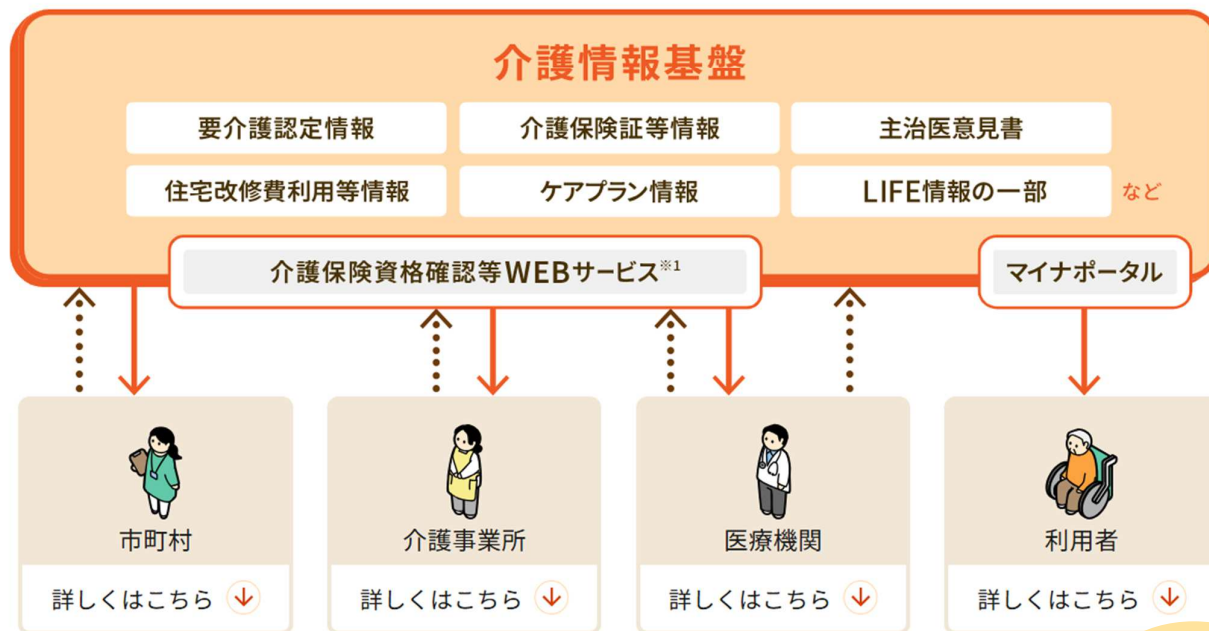 介護情報基盤
要介護認定情報 介護保険証等情報 主治医意見書
住宅改修費利用等情報 ケアプラン情報 LIFE情報の一部 など
介護保険資格確認等WEBサービス※1 マイナポータル
市町村 介護事業所 医療機関 利用者
詳しくはこちら 詳しくはこちら 詳しくはこちら 詳しくはこちら